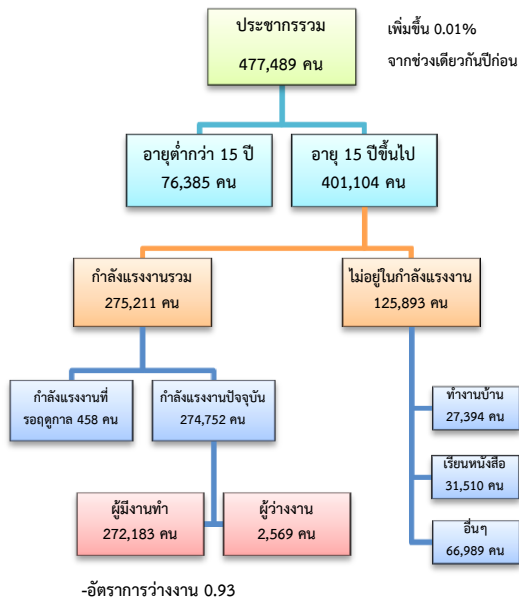 ประชากรรวม
477,489 คน
เพิ่มขึ้น 0.01%
จากช่วงเดียวกันปีก่อน
อายุต่ำกว่า 15 ปี
76,385 คน
อายุ 15 ปีขึ้นไป
401,104 คน
กำลังแรงงานรวม
275,211 คน
ไม่อยู่ในกำลังแรงงาน
125,893 คน
กำลังแรงงานที่
รอฤดูกาล 458 คน
กำลังแรงงานปัจจุบัน
274,752 คน
ทำงานบ้าน
27,394 คน
เรียนหนังสือ
31,510 คน
อื่นๆ
66,989 คน
ผู้มีงานทำ
272,183 คน
ผู้ว่างงาน
2,569 คน
-อัตราการว่างงาน 0.93